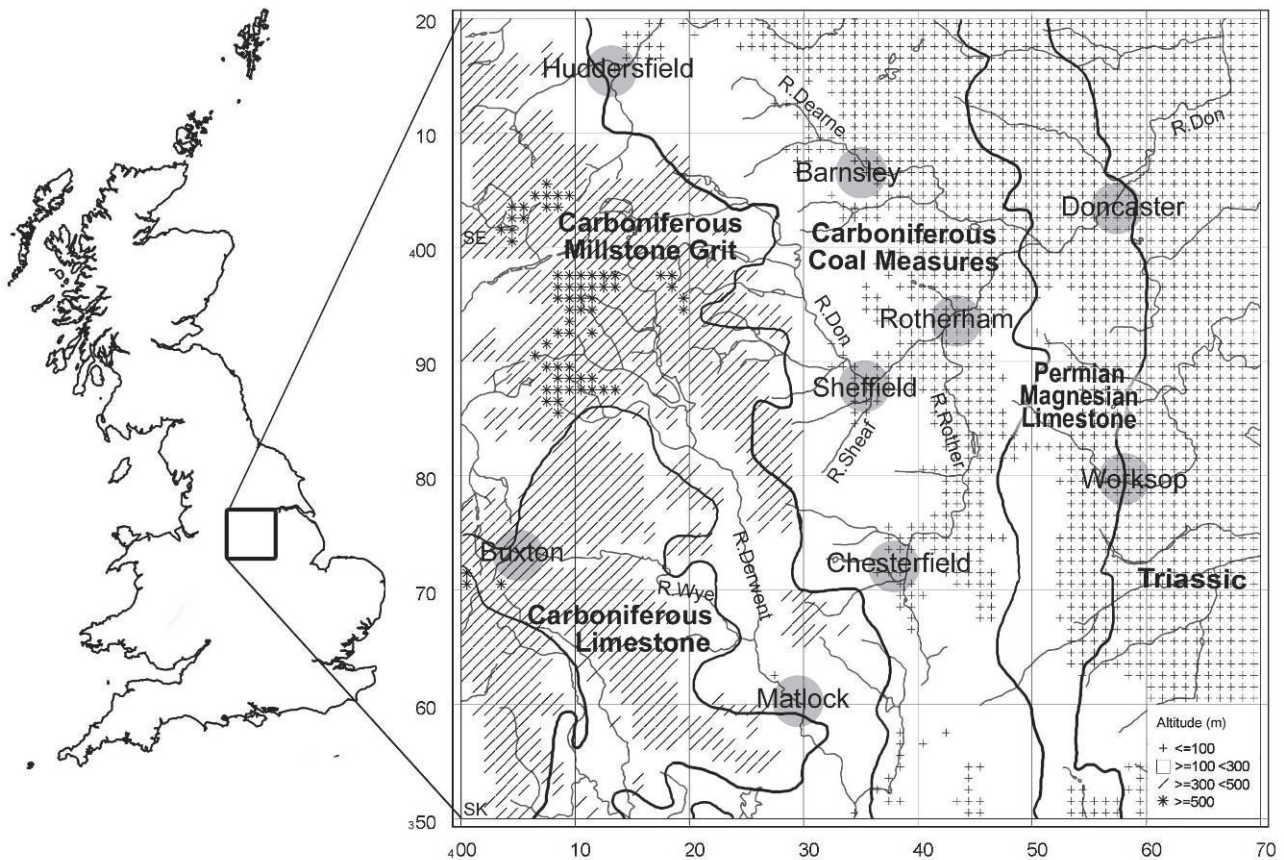 20
Huddersfield
R.Dearne
R.Don
10
Barnsley
Doncaster
SE
Carboniferous
Millstone Grit
Carboniferous
Coal Measures
400
R.Don
Rotherham
90
Sheffield
Permian
Magnesian
Limestone
R.Sheaf
R.Rother
80
Worksop
Buxton
R.Derwent
Chesterfield
Triassic
70
R.Wye
Carboniferous
Limestone
60
Matlock
Altitude (m)
+ <=100
>=100 <300
/ >=300 <500
* >=500
SK
350
400 10 20 30 40 50 60 70